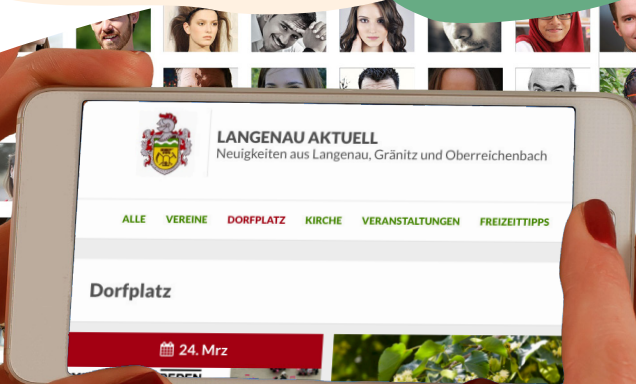 LANGENAU AKTUELL
Neuigkeiten aus Langenau, Gränitz und Oberreichenbach
ALLE VEREINE DORFPLATZ KIRCHE VERANSTALTUNGEN FREIZEITTIPPS
Dorfplatz
24. Mrz